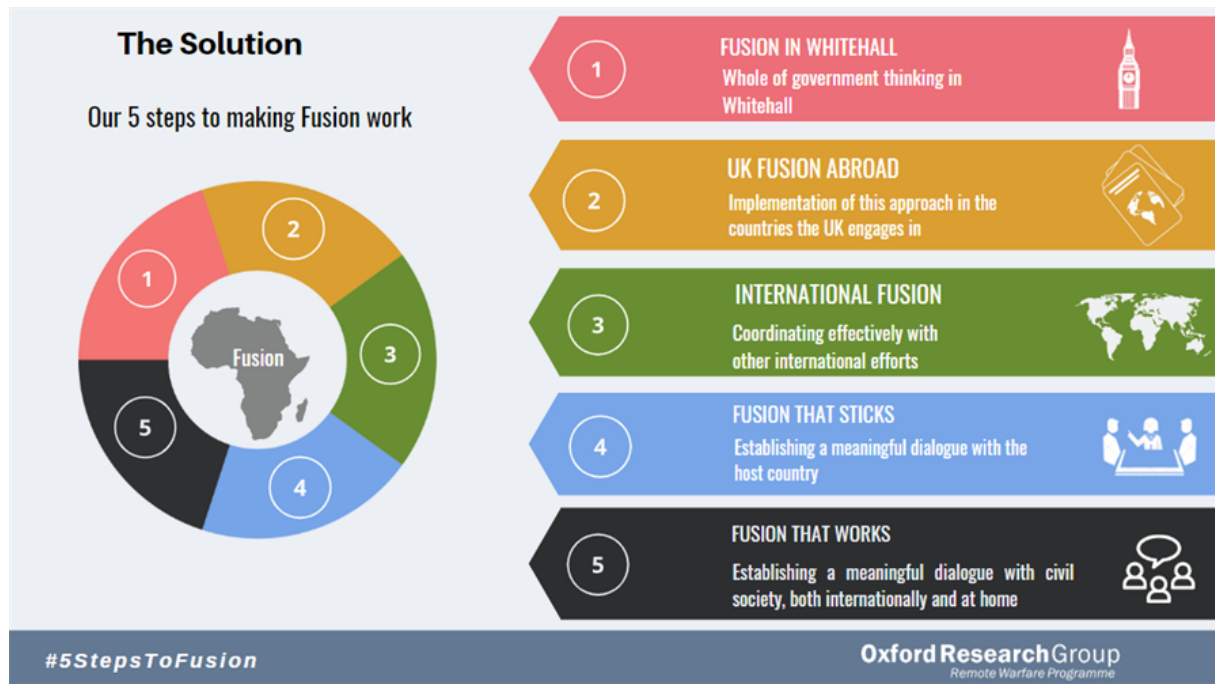 The Solution
Our 5 steps to making Fusion work
1
2
3
4
5
Fusion
1
FUSION IN WHITEHALL
Whole of government thinking in
Whitehall
2
UK FUSION ABROAD
Implementation of this approach in the
countries the UK engages in
3
INTERNATIONAL FUSION
Coordinating effectively with
other international efforts
4
FUSION THAT STICKS
Establishing a meaningful dialogue with the
host country
5
FUSION THAT WORKS
Establishing a meaningful dialogue with civil
society, both internationally and at home
#5StepsToFusion
OxfordResearchGroup
Remote Warfare Programme